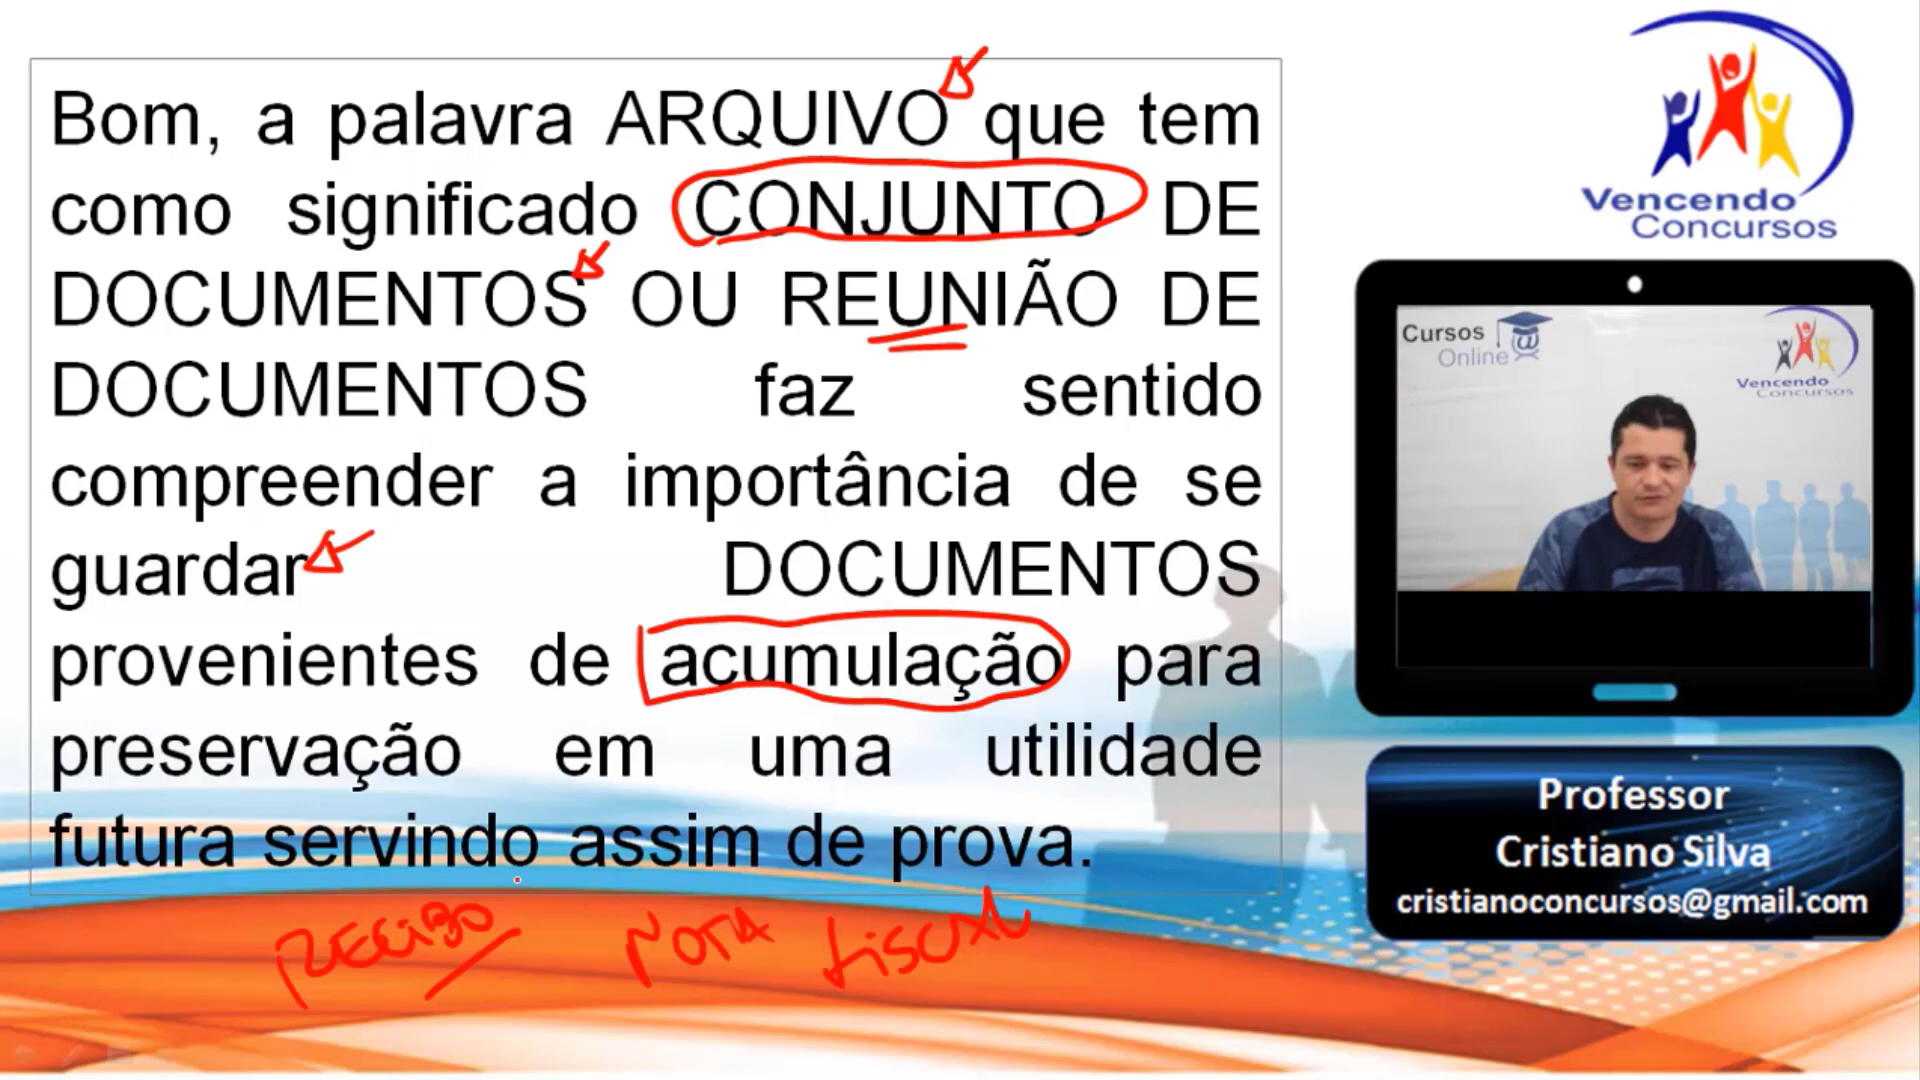 Bom, a palavra ARQUIVO que tem
como significado CONJUNTO DE
DOCUMENTOS OU REUNIÃO DE
DOCUMENTOS faz sentido
compreender a importância de se
guardar DOCUMENTOS
provenientes de acumulação para
preservação em uma utilidade
futura servindo assim de prova.
RECIBO NOTA fiscal
Vencendo
Concursos
Cursos
Online
Vencendo
Concursos
Professor
Cristiano Silva
cristianoconcursos@gmail.com